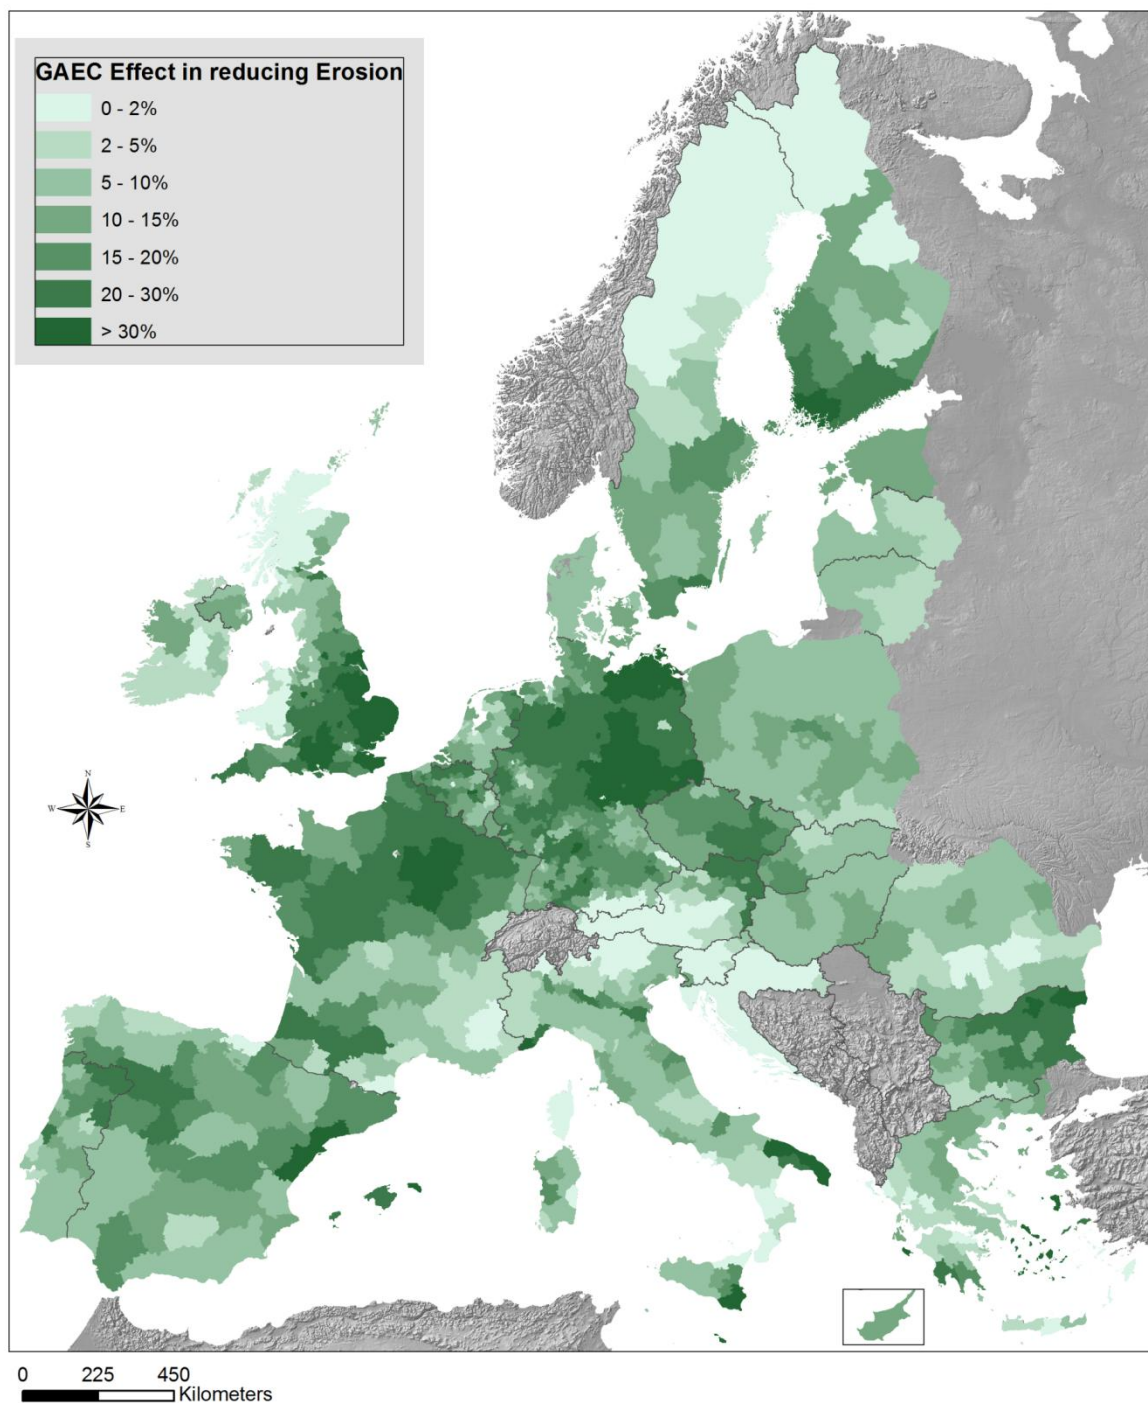 GAEC Effect in reducing Erosion
0 - 2%
2 - 5%
5 - 10%
10 - 15%
15 - 20%
20 - 30%
> 30%
N
W E
S
0 225 450
Kilometers